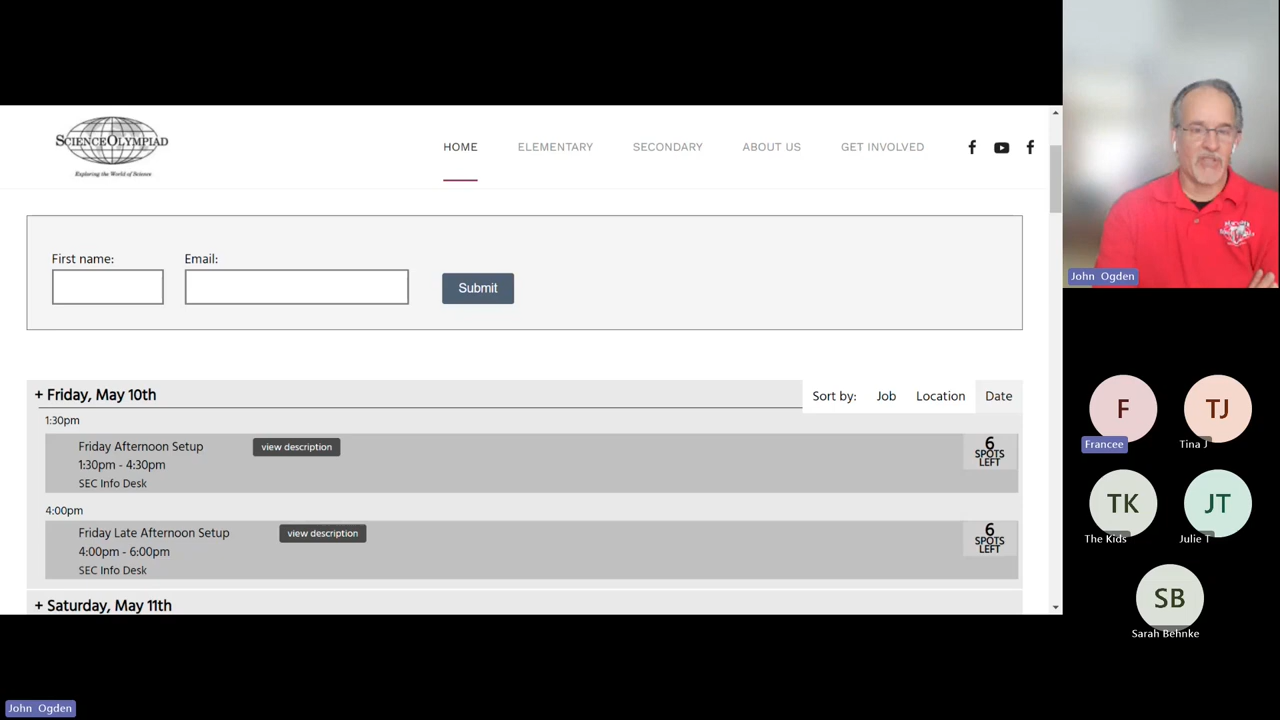 SCIENCEOLYMPIAD
Exploring the World of Science
HOME ELEMENTARY SECONDARY ABOUT US GET INVOLVED
First name: Email:
Submit
+ Friday, May 10th
Sort by: Job Location Date
1:30pm
Friday Afternoon Setup view description
1:30pm - 4:30pm
SEC Info Desk
6
SPOTS
LEFT
4:00pm
Friday Late Afternoon Setup view description
4:00pm - 6:00pm
SEC Info Desk
6
SPOTS
LEFT
+ Saturday, May 11th
John Ogden
F
Francee
TJ
Tina J
TK
The Kids
JT
Julie T
SB
Sarah Behnke
John Ogden